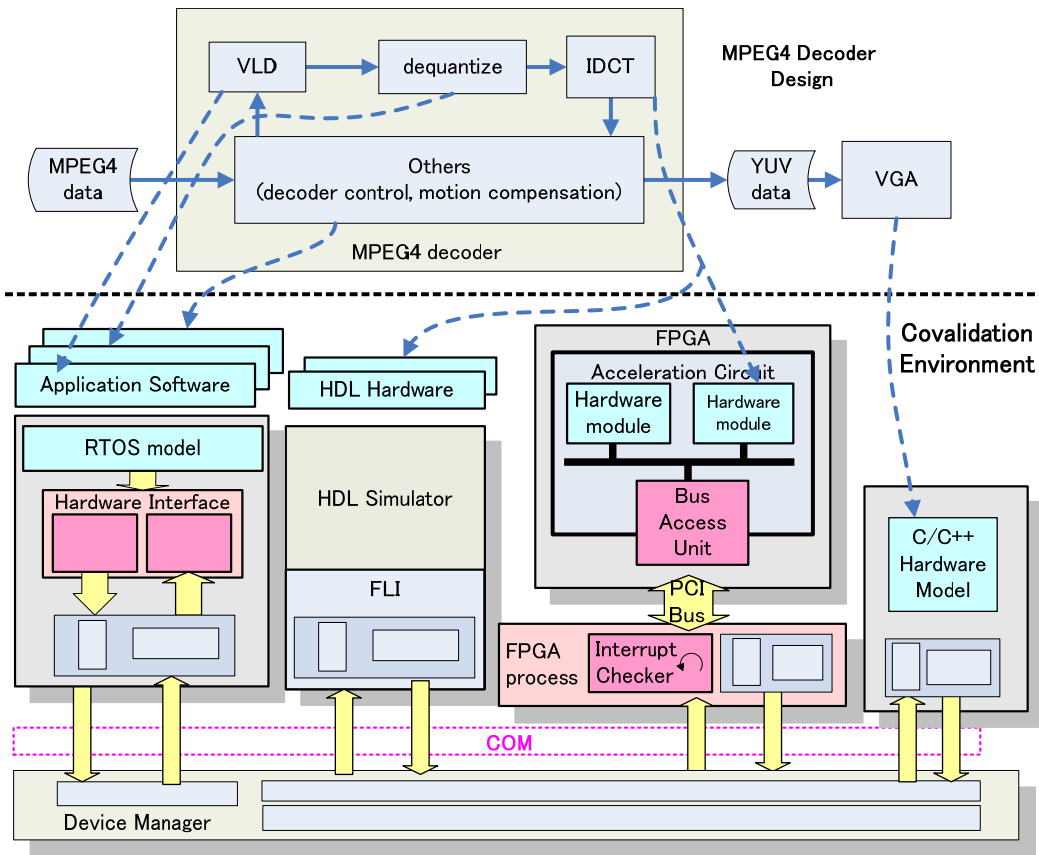 VLD
dequantize
IDCT
MPEG4 Decoder
Design
MPEG4
data
Others
(decoder control, motion compensation)
YUV
data
VGA
MPEG4 decoder
Covalidation
Environment
Application Software
HDL Hardware
FPGA
Acceleration Circuit
Hardware
module
Hardware
module
RTOS model
Hardware Interface
HDL Simulator
Bus
Access
Unit
C/C++
Hardware
Model
FLI
PCI
Bus
FPGA
process
Interrupt
Checker
COM
Device Manager